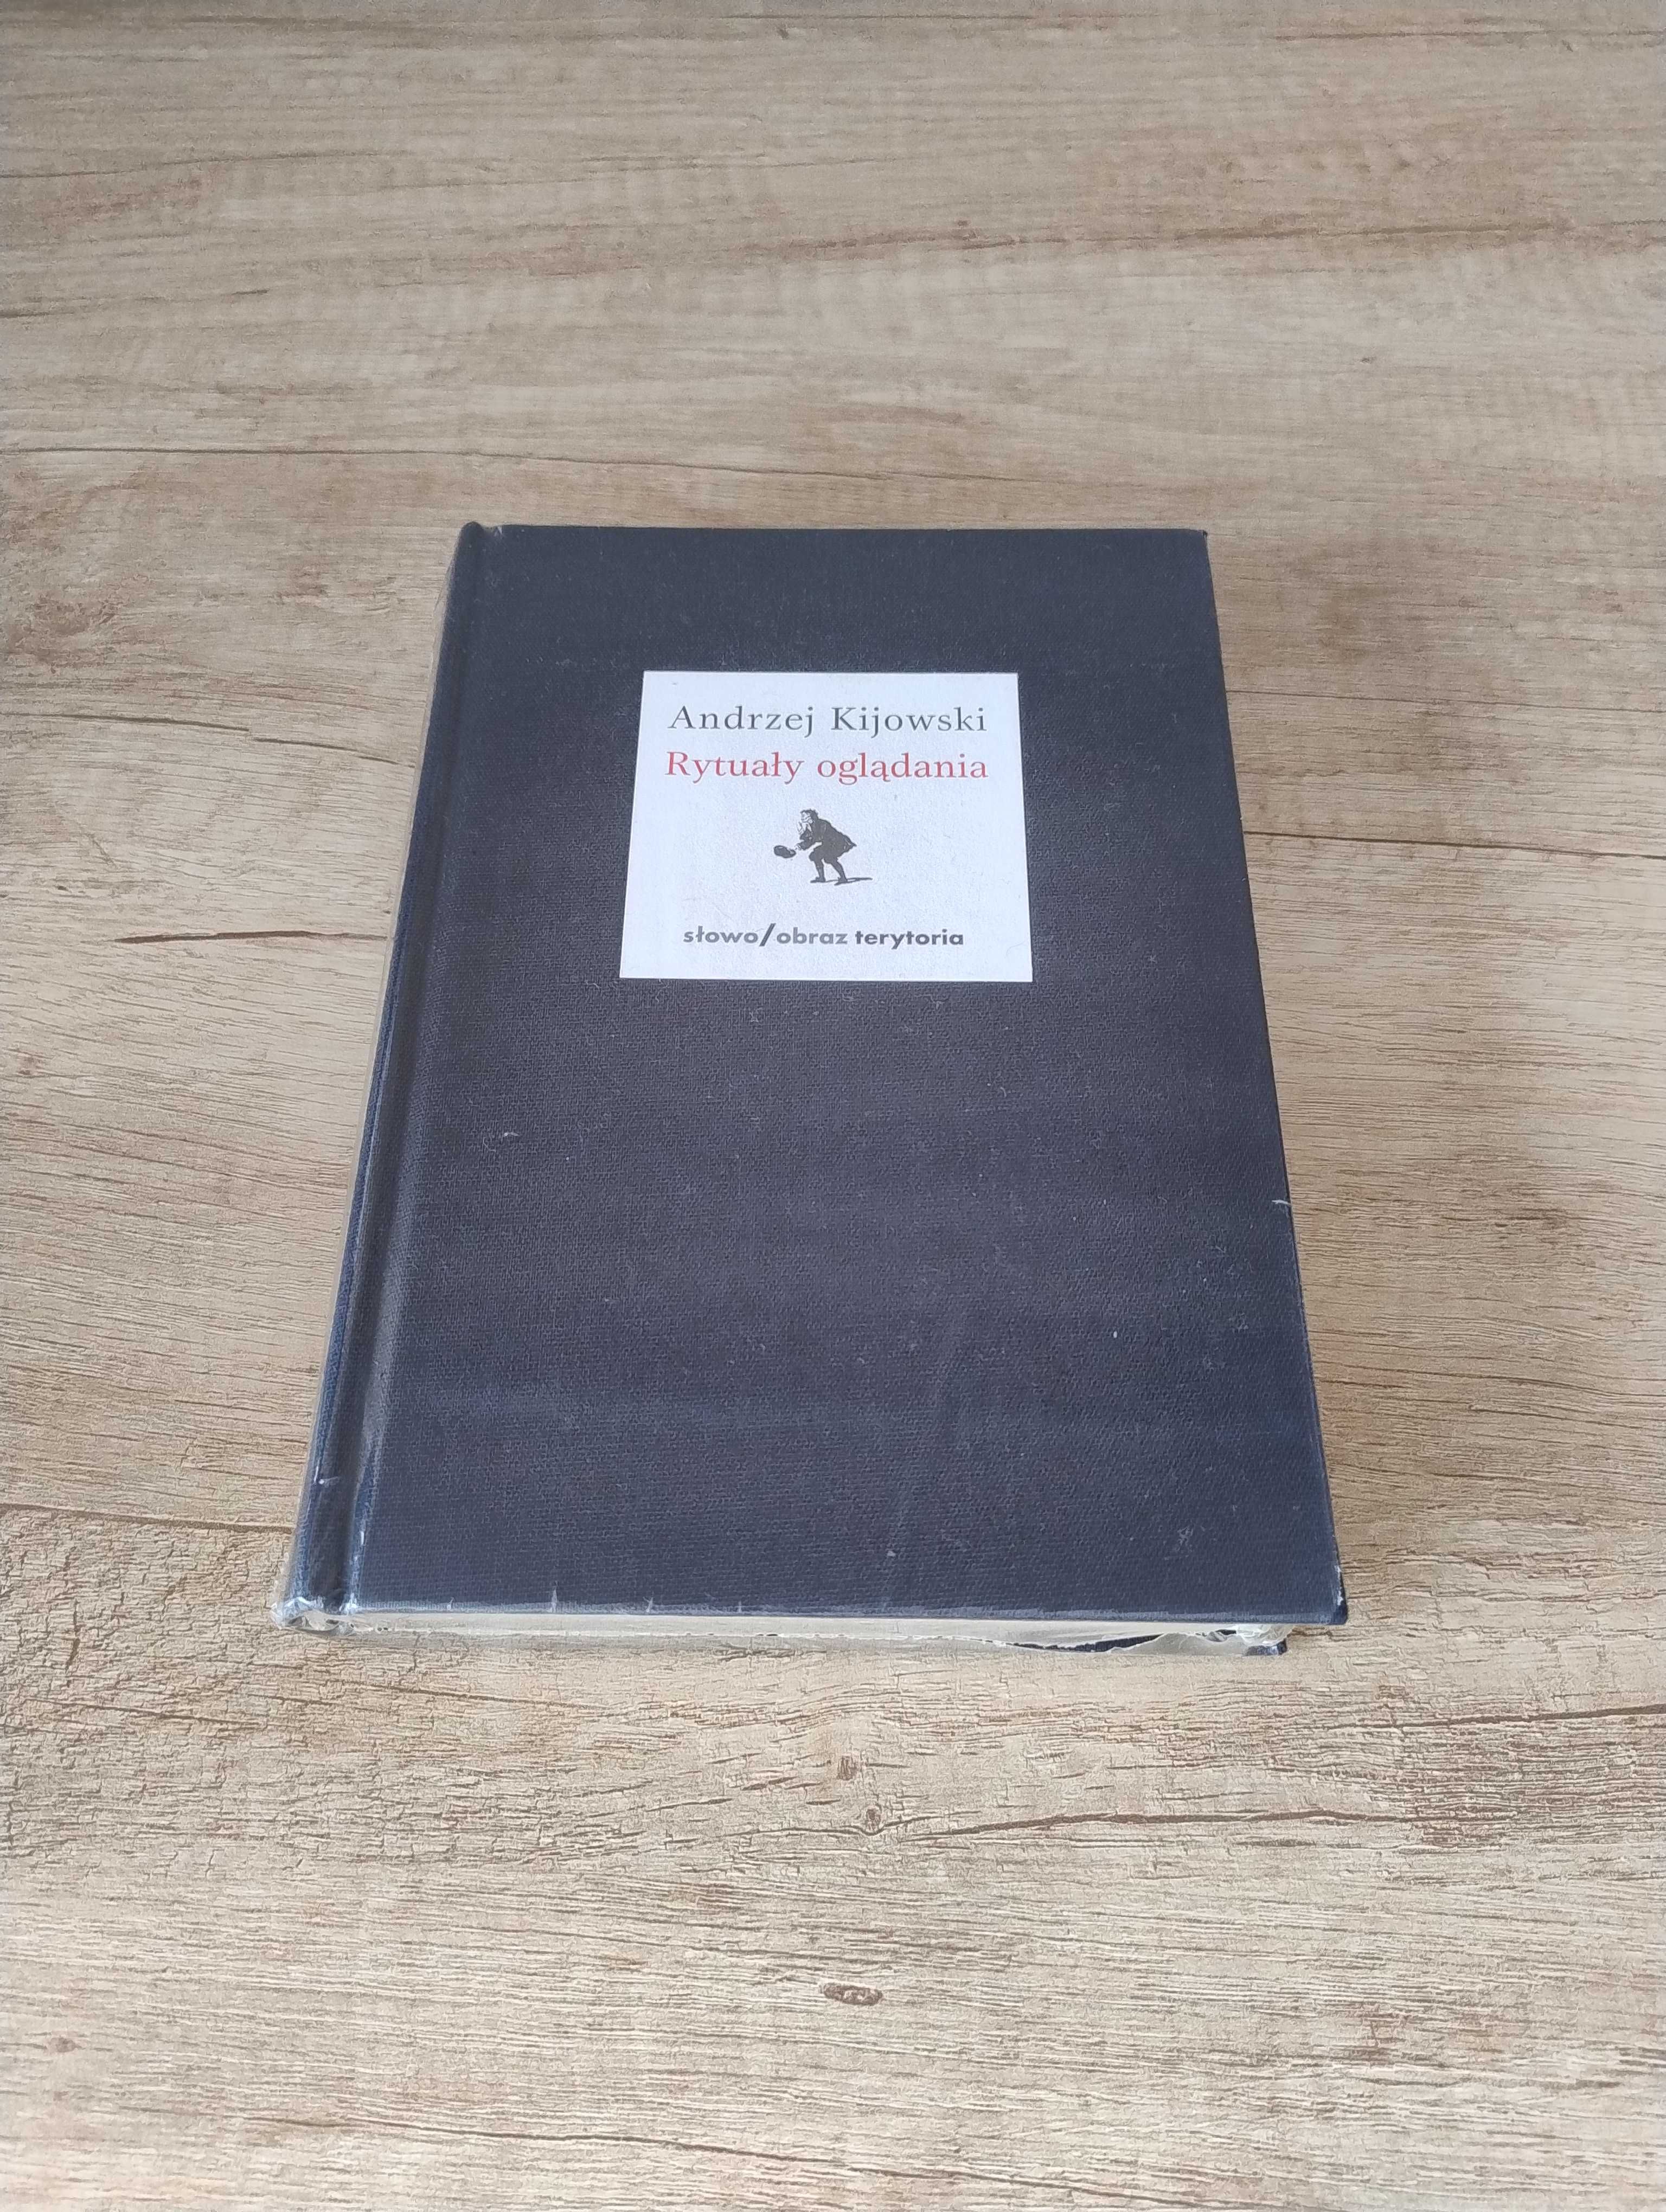 Andrzej Kijowski
Rytuały oglądania
słowo/obraz terytoria